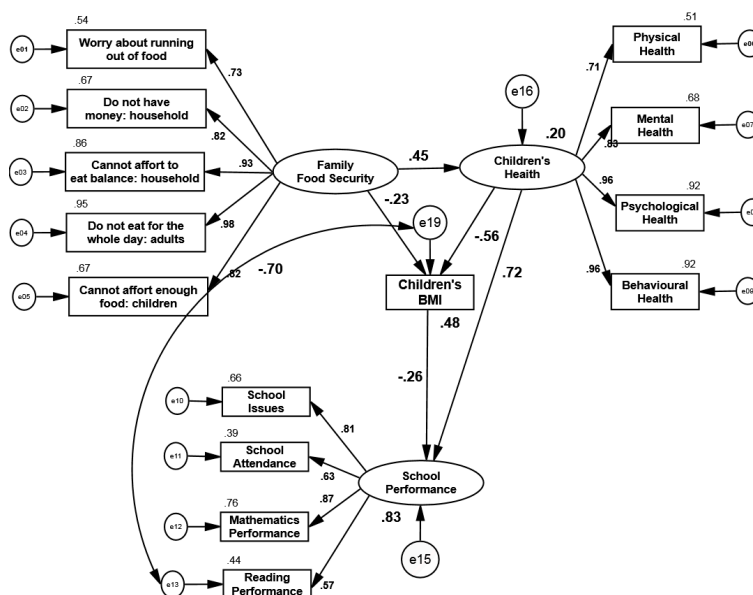 .54
e01
Worry about running
out of food
.73
.67
e02
Do not have
money: household
.82
.86
e03
Cannot affort to
eat balance: household
.93
.95
e04
Do not eat for the
whole day: adults
.98
.67
e05
Cannot affort enough
food: children
.82
Family
Food Security
.45
-.23
-.70
e16
.20
Children's
Heaith
e19
-.56
.72
Children's
BMI
.48
-.26
.51
Physical
Health
.71
.68
Mental
Health
e07
.83
.92
Psychological
Health
.96
.92
Behavioural
Health
e09
.96
.66
e10
School
Issues
.81
.39
e11
School
Attendance
.63
.76
e12
Mathematics
Performance
.87
.44
e13
Reading
Performance
.57
School
Performance
.83
e15